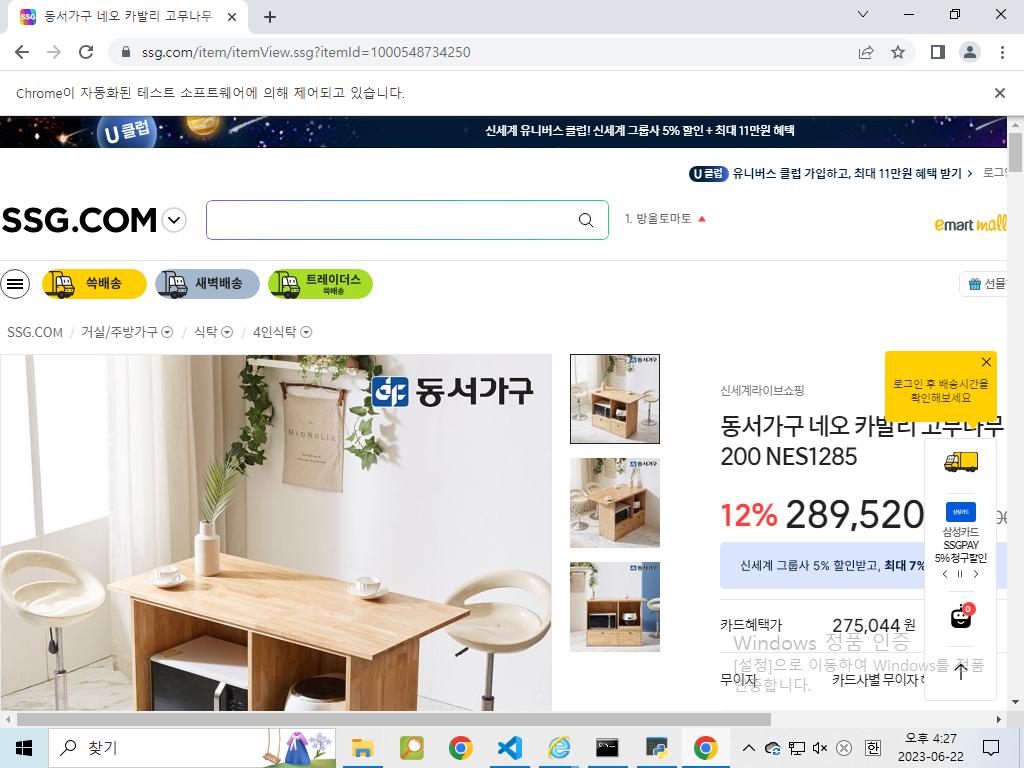 동서가구 네오 카발리 고무나무
ssg.com/item/itemView.ssg?itemId=1000548734250
Chrome이 자동화된 테스트 소프트웨어에 의해 제어되고 있습니다.
U클럽
신세계 유니버스 클럽! 신세계 그룹사 5% 할인 + 최대 11만원 혜택
U클럽 유니버스 클럽 가입하고, 최대 11만원 혜택 받기 > 로그인
SSG.COM
1. 방울토마토
emart mall
쓱배송
새벽배송
트레이더스
쓱배송
선물
SSG.COM / 거실/주방가구 / 식탁 / 4인식탁
동서가구
MAGNOLIA
신세계라이브쇼핑
로그인 후 배송시간을
확인해보세요
동서가구 네오 카발리 고무나무
200 NES1285
12% 289,520
신세계 그룹사 5% 할인받고, 최대 7%
삼성카드
삼성카드
SSGPAY
5% 청구할인
0
카드혜택가 275,044 원
무이자 카드사별 무이자
Windows 정품 인증
[설정]으로 이동하여 Windows를 정품
인증합니다.
찾기
오후 4:27
2023-06-22
한